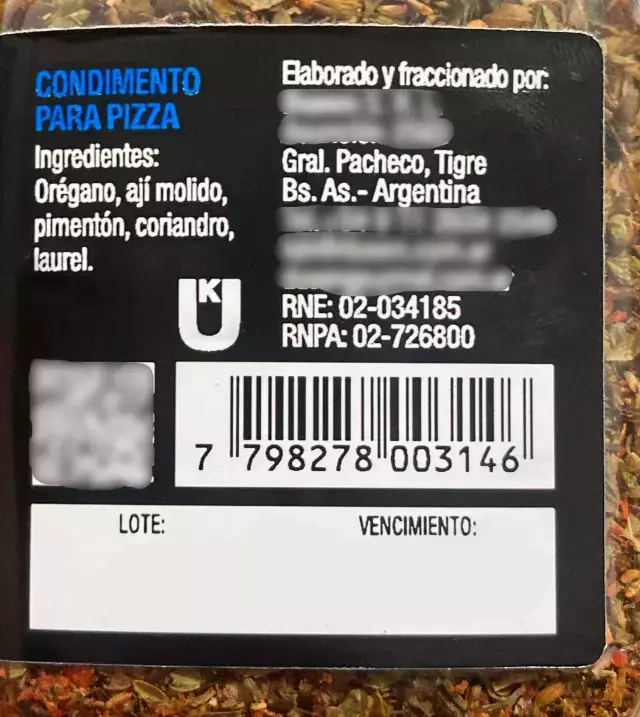 CONDIMENTO
PARA PIZZA
Ingredientes:
Orégano, ají molido,
pimentón, coriandro,
laurel.
Elaborado y fraccionado por:
Gral. Pacheco, Tigre
Bs. As.- Argentina
RNE: 02-034185
RNPA: 02-726800
UK
7 798278 003146
LOTE:
VENCIMIENTO: